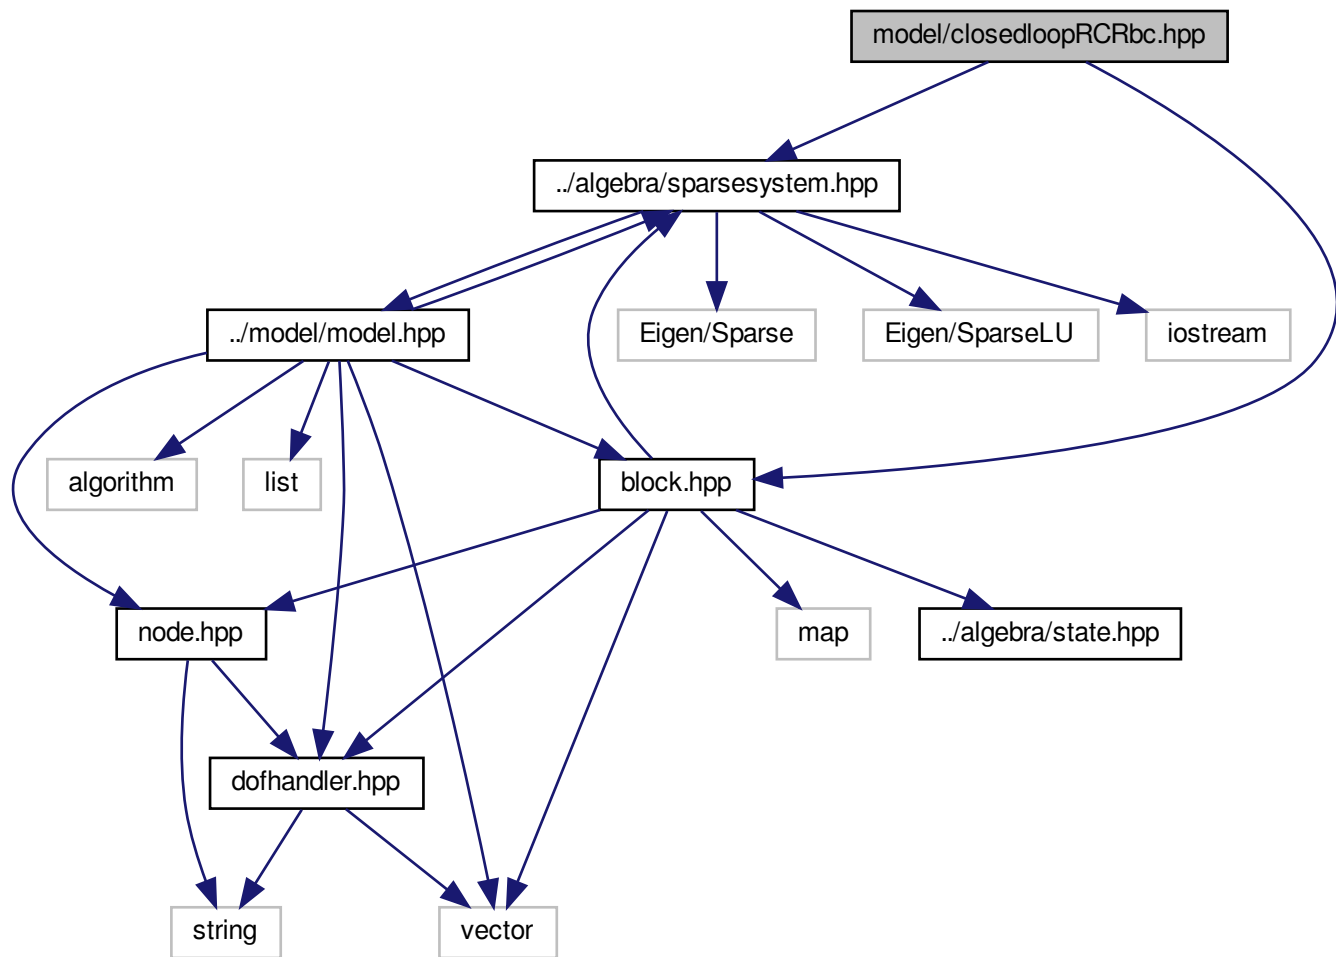 model/closedloopRCRbc.hpp
../algebra/sparsesystem.hpp
../model/model.hpp
Eigen/Sparse
Eigen/SparseLU
iostream
algorithm
list
block.hpp
node.hpp
map
../algebra/state.hpp
dofhandler.hpp
string
vector